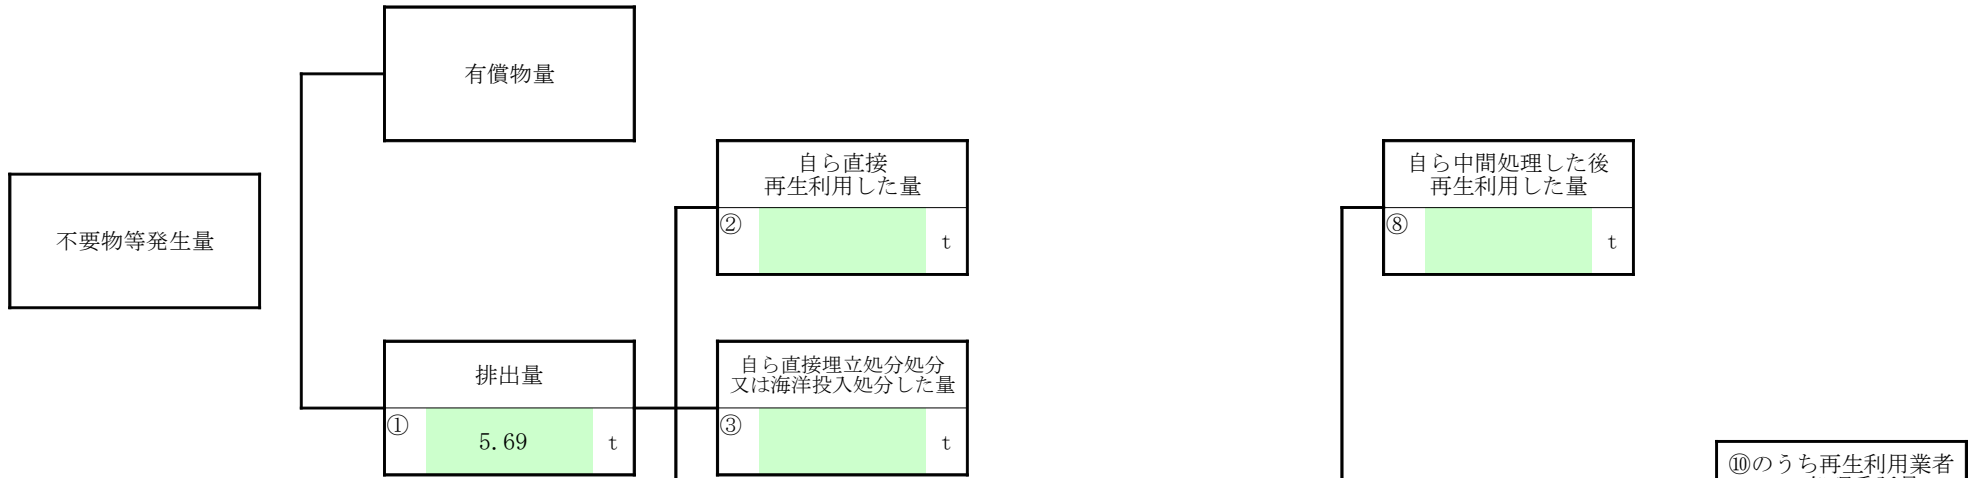 有償物量
自ら直接
再生利用した量
② t
自ら中間処理した後
再生利用した量
⑧ t
不要物等発生量
排出量
① 5.69 t
自ら直接埋立処分処分
又は海洋投入処分した量
③ t
⑩のうち再生利用業者